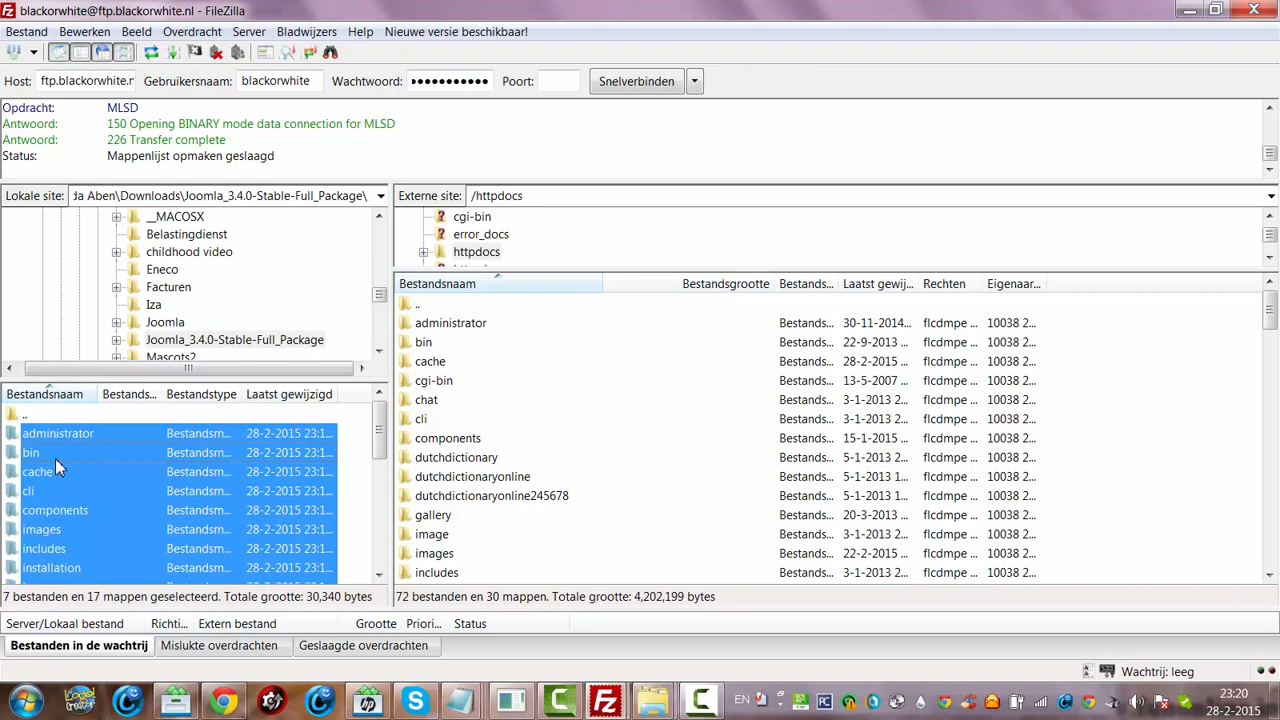 blackorwhite@ftp.blackorwhite.nl - FileZilla
Bestand Bewerken Beeld Overdracht Server Bladwijzers Help Nieuwe versie beschikbaar!
Host: ftp.blackorwhite.n Gebruikersnaam: blackorwhite Wachtwoord: ●●●●●●●●●●● Poort: Snelverbinden
Opdracht: MLSD
Antwoord: 150 Opening BINARY mode data connection for MLSD
Antwoord: 226 Transfer complete
Status: Mappenlijst opmaken geslaagd
Lokale site: da Aben\Downloads\Joomla_3.4.0-Stable-Full_Package\
__MACOSX
Belastingdienst
childhood video
Eneco
Facturen
Iza
Joomla
Joomla_3.4.0-Stable-Full_Package
Mascots2
Bestandsnaam Bestands... Bestandstype Laatst gewijzigd
..
administrator Bestandsm... 28-2-2015 23:1...
bin Bestandsm... 28-2-2015 23:1...
cache Bestandsm... 28-2-2015 23:1...
cli Bestandsm... 28-2-2015 23:1...
components Bestandsm... 28-2-2015 23:1...
images Bestandsm... 28-2-2015 23:1...
includes Bestandsm... 28-2-2015 23:1...
installation Bestandsm... 28-2-2015 23:1...
7 bestanden en 17 mappen geselecteerd. Totale grootte: 30,340 bytes
Externe site: /httpdocs
cgi-bin
error_docs
httpdocs
Bestandsnaam Bestandsgrootte Bestands... Laatst gewij... Rechten Eigenaar...
..
administrator Bestands... 30-11-2014... flcdmpe ... 10038 2...
bin Bestands... 22-9-2013 ... flcdmpe ... 10038 2...
cache Bestands... 28-2-2015 ... flcdmpe ... 10038 2...
cgi-bin Bestands... 13-5-2007 ... flcdmpe ... 10038 2...
chat Bestands... 3-1-2013 2... flcdmpe ... 10038 2...
cli Bestands... 3-1-2013 2... flcdmpe ... 10038 2...
components Bestands... 15-1-2015 ... flcdmpe ... 10038 2...
dutchdictionary Bestands... 5-1-2013 2... flcdmpe ... 10038 2...
dutchdictionaryonline Bestands... 5-1-2013 1... flcdmpe ... 10038 2...
dutchdictionaryonline245678 Bestands... 5-1-2013 1... flcdmpe ... 10038 2...
gallery Bestands... 20-3-2013 ... flcdmpe ... 10038 2...
image Bestands... 3-1-2013 2... flcdmpe ... 10038 2...
images Bestands... 22-2-2015 ... flcdmpe ... 10038 2...
includes Bestands... 3-1-2013 2... flcdmpe ... 10038 2...
72 bestanden en 30 mappen. Totale grootte: 4,202,199 bytes
Server/Lokaal bestand Richti... Extern bestand Grootte Priori... Status
Bestanden in de wachtrij Mislukte overdrachten Geslaagde overdrachten
Wachtrij: leeg
EN 23:20
28-2-2015